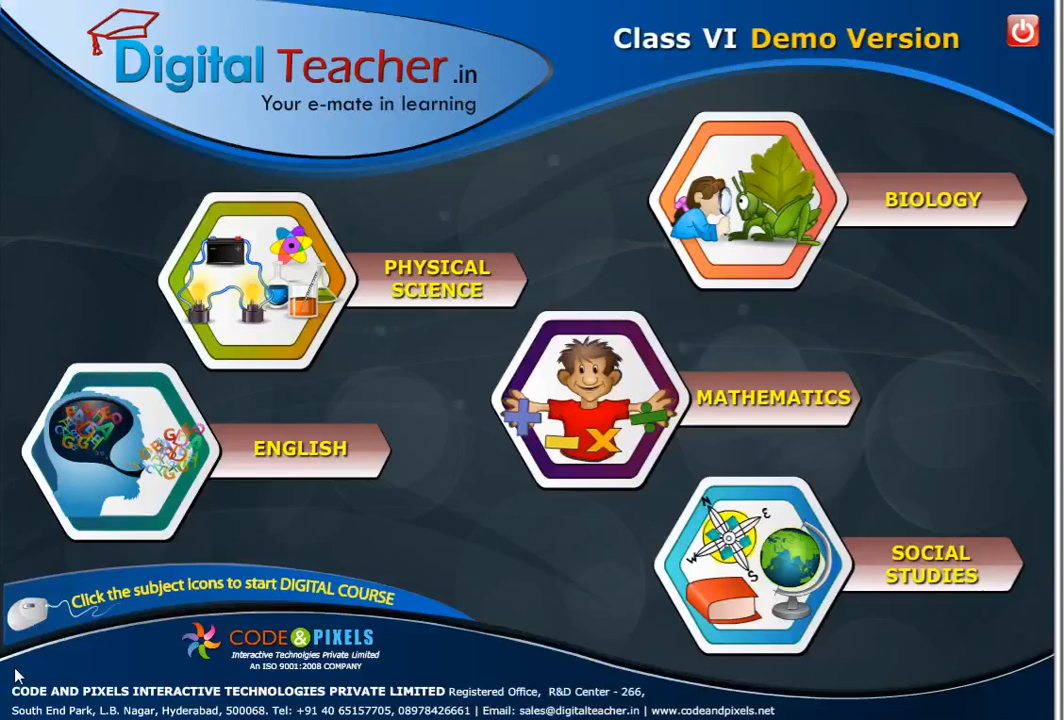 Digital Teacher.in
Your e-mate in learning
Class VI Demo Version
BIOLOGY
PHYSICAL
SCIENCE
MATHEMATICS
ENGLISH
N
E
W
S
SOCIAL
STUDIES
Click the subject icons to start DIGITAL COURSE
CODE & PIXELS
Interactive Technolgies Private Limited
An ISO 9001:2008 COMPANY
CODE AND PIXELS INTERACTIVE TECHNOLOGIES PRIVATE LIMITED Registered Office, R&D Center - 266,
South End Park, L.B. Nagar, Hyderabad, 500068. Tel: +91 40 65157705, 08978426661 | Email: sales@digitalteacher.in | www.codeandpixels.net